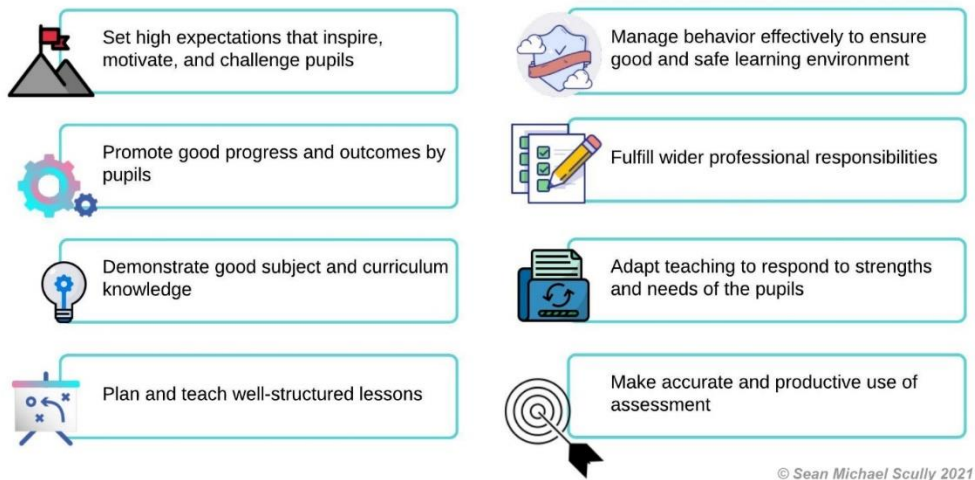 Set high expectations that inspire,
motivate, and challenge pupils
Promote good progress and outcomes by
pupils
Demonstrate good subject and curriculum
knowledge
Plan and teach well-structured lessons
Manage behavior effectively to ensure
good and safe learning environment
Fulfill wider professional responsibilities
Adapt teaching to respond to strengths
and needs of the pupils
Make accurate and productive use of
assessment
© Sean Michael Scully 2021